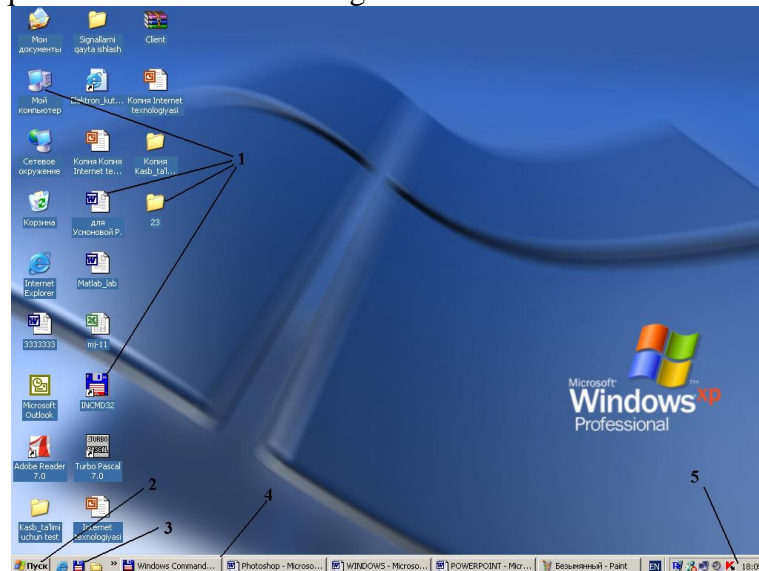 Мои документы
Signallarni qayta ishlash
Client
Мой компьютер
Elektron_kut...
Копия Internet texnologiyasi
Сетевое окружение
Копия Копия Internet te...
Копия Kasb_ta'l...
1
Корзина
для Усмоновой Р.
23
Internet Explorer
Matlab_lab
3333333
mj-11
Microsoft Outlook
INCMD32
Microsoft
Windows xp
Professional
Adobe Reader 7.0
TURBO PASCAL
Turbo Pascal 7.0
2
4
5
Kasb_ta'limi uchun test
Internet texnologiyasi
3
Пуск
»
Windows Command...
Photoshop - Microso...
WINDOWS - Microso...
POWERPOINT - Micr...
Безымянный - Paint
EN